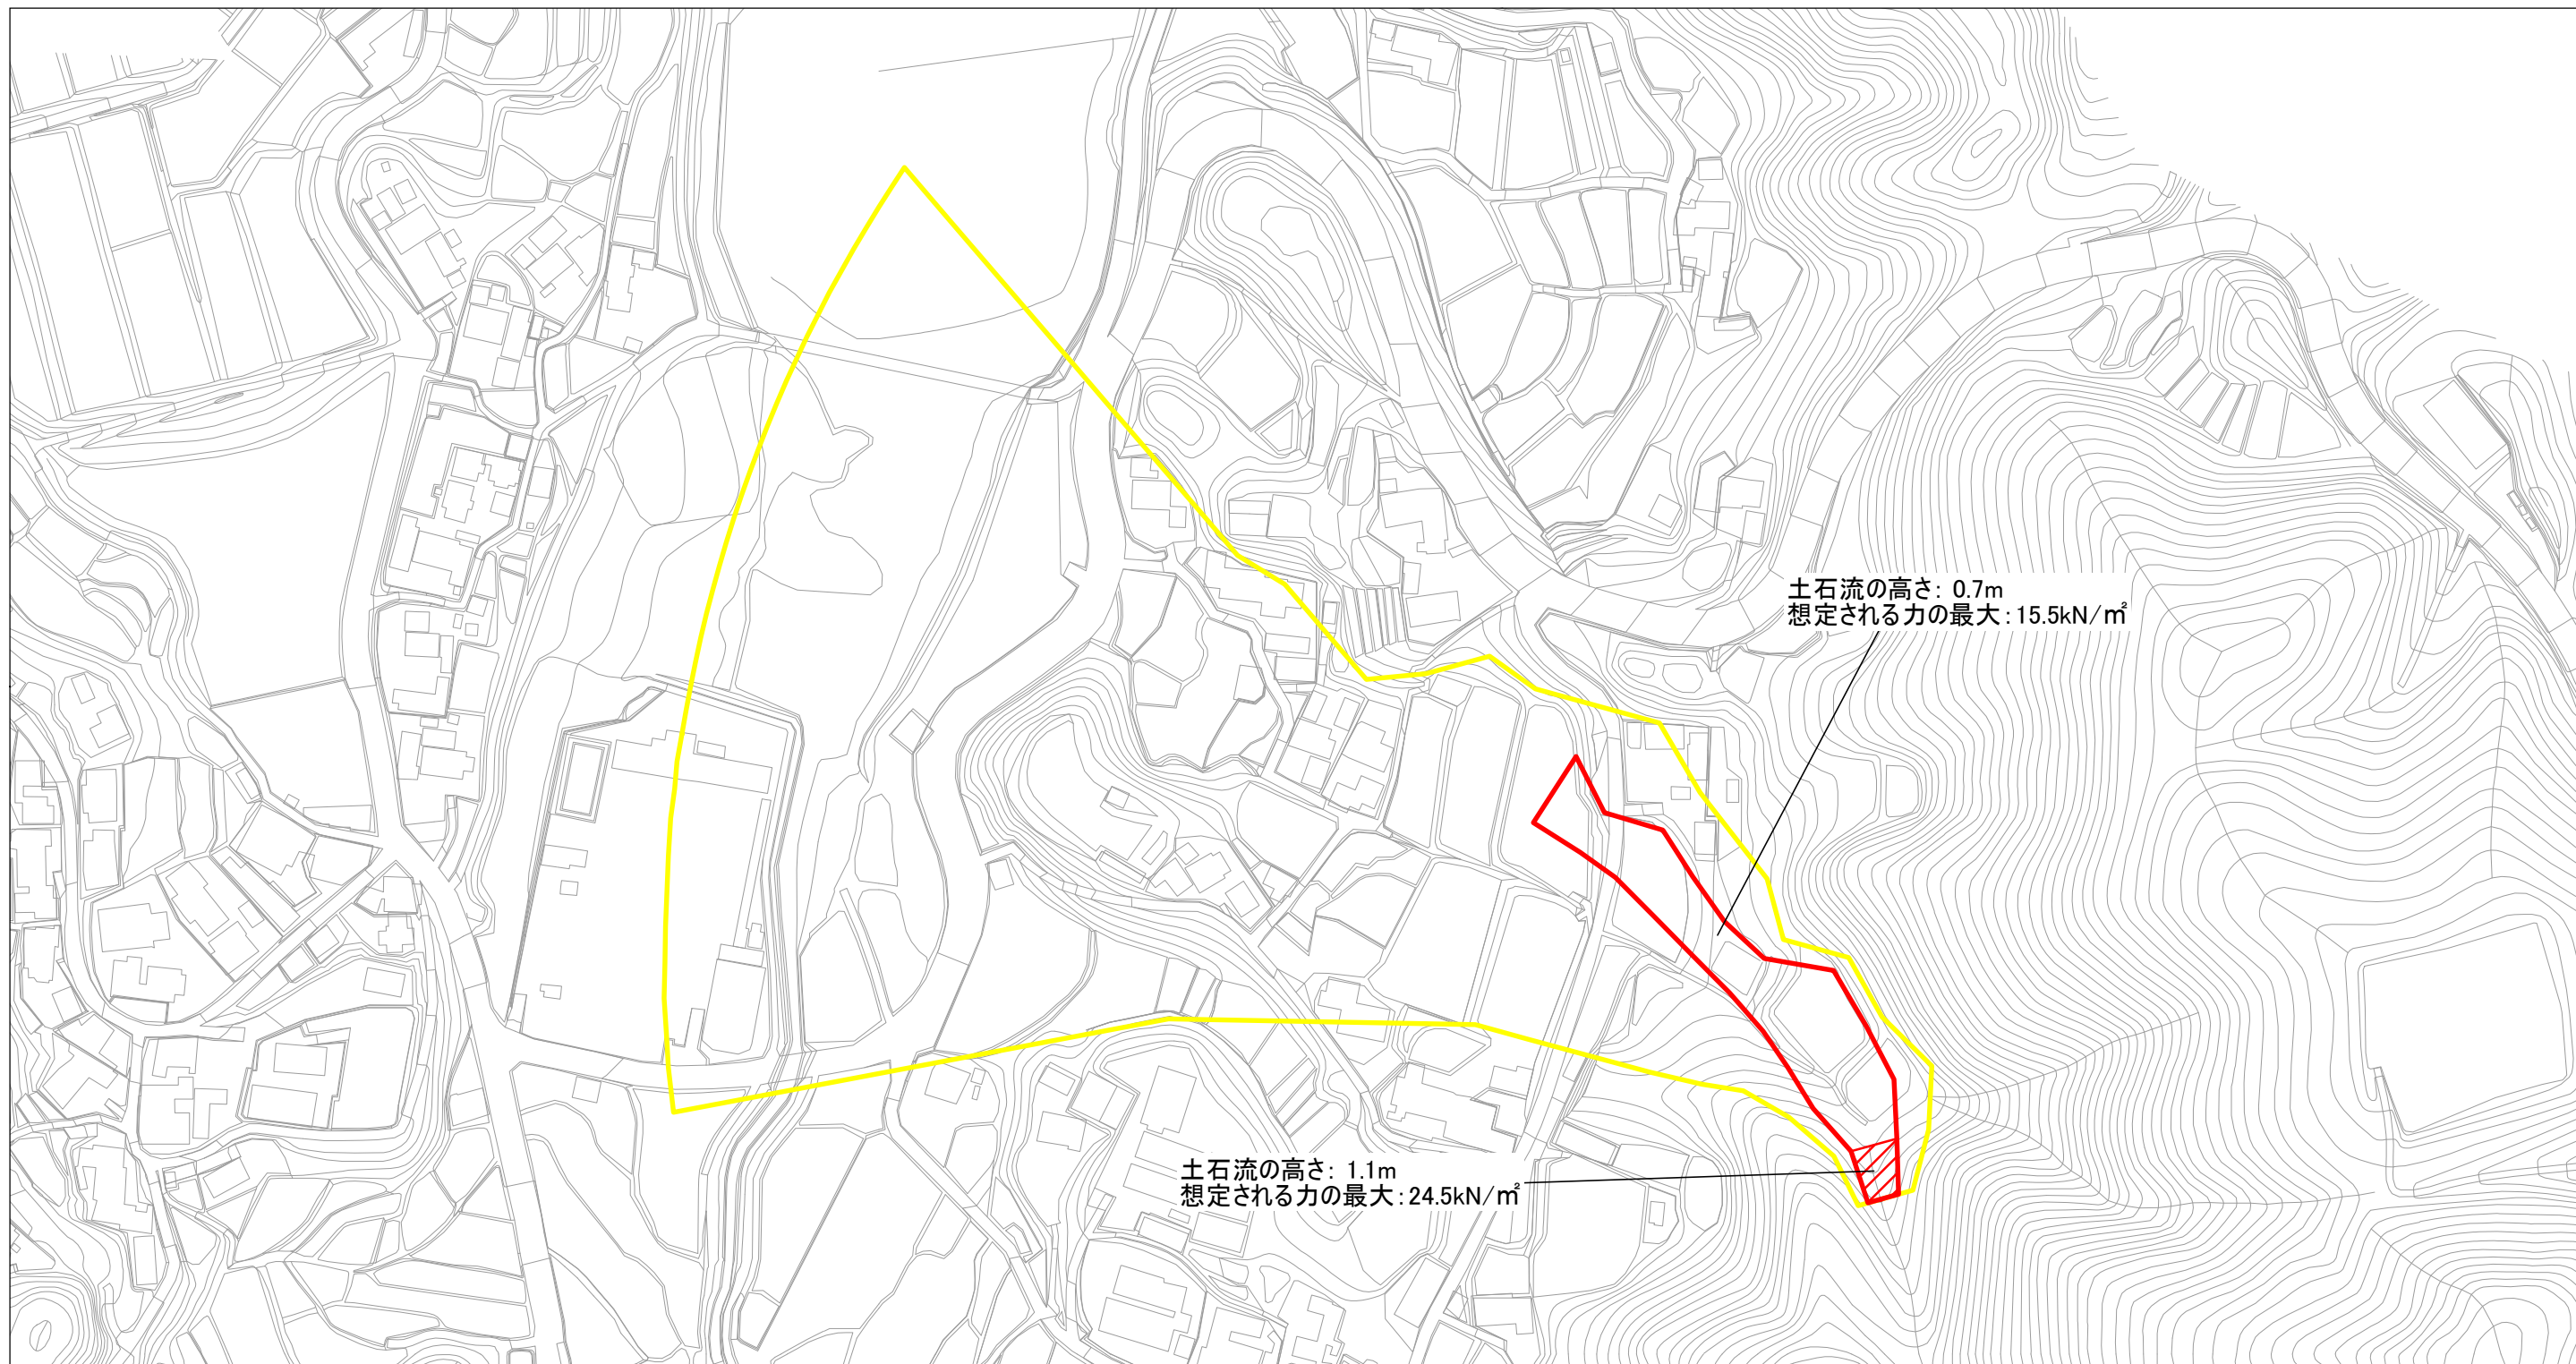 土石流の高さ: 0.7m
想定される力の最大:15.5kN/㎡
土石流の高さ: 1.1m
想定される力の最大:24.5kN/㎡